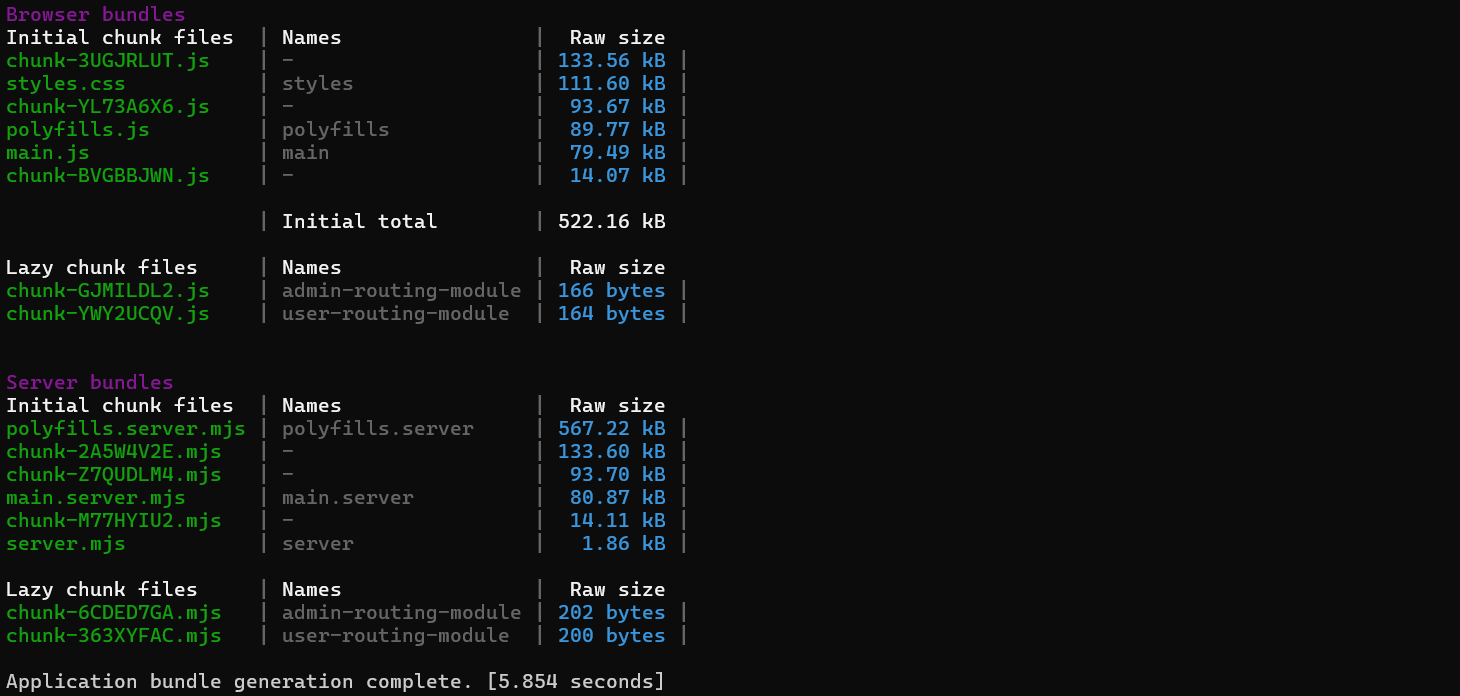 Browser bundles
Initial chunk files  | Names                | Raw size
chunk-3UGJRLUT.js    | -                    | 133.56 kB |
styles.css           | styles               | 111.60 kB |
chunk-YL73A6X6.js    | -                    |  93.67 kB |
polyfills.js         | polyfills            |  89.77 kB |
main.js              | main                 |  79.49 kB |
chunk-BVGBBJWN.js    | -                    |  14.07 kB |
                     | Initial total        | 522.16 kB
Lazy chunk files     | Names                |  Raw size
chunk-GJMILDL2.js    | admin-routing-module | 166 bytes |
chunk-YWY2UCQV.js    | user-routing-module  | 164 bytes |
Server bundles
Initial chunk files  | Names                |  Raw size
polyfills.server.mjs | polyfills.server     | 567.22 kB |
chunk-2A5W4V2E.mjs   | -                    | 133.60 kB |
chunk-Z7QUDLM4.mjs   | -                    |  93.70 kB |
main.server.mjs      | main.server          |  80.87 kB |
chunk-M77HYIU2.mjs   | -                    |  14.11 kB |
server.mjs           | server               |   1.86 kB |
Lazy chunk files     | Names                |  Raw size
chunk-6CDED7GA.mjs   | admin-routing-module | 202 bytes |
chunk-363XYFAC.mjs   | user-routing-module  | 200 bytes |
Application bundle generation complete. [5.854 seconds]